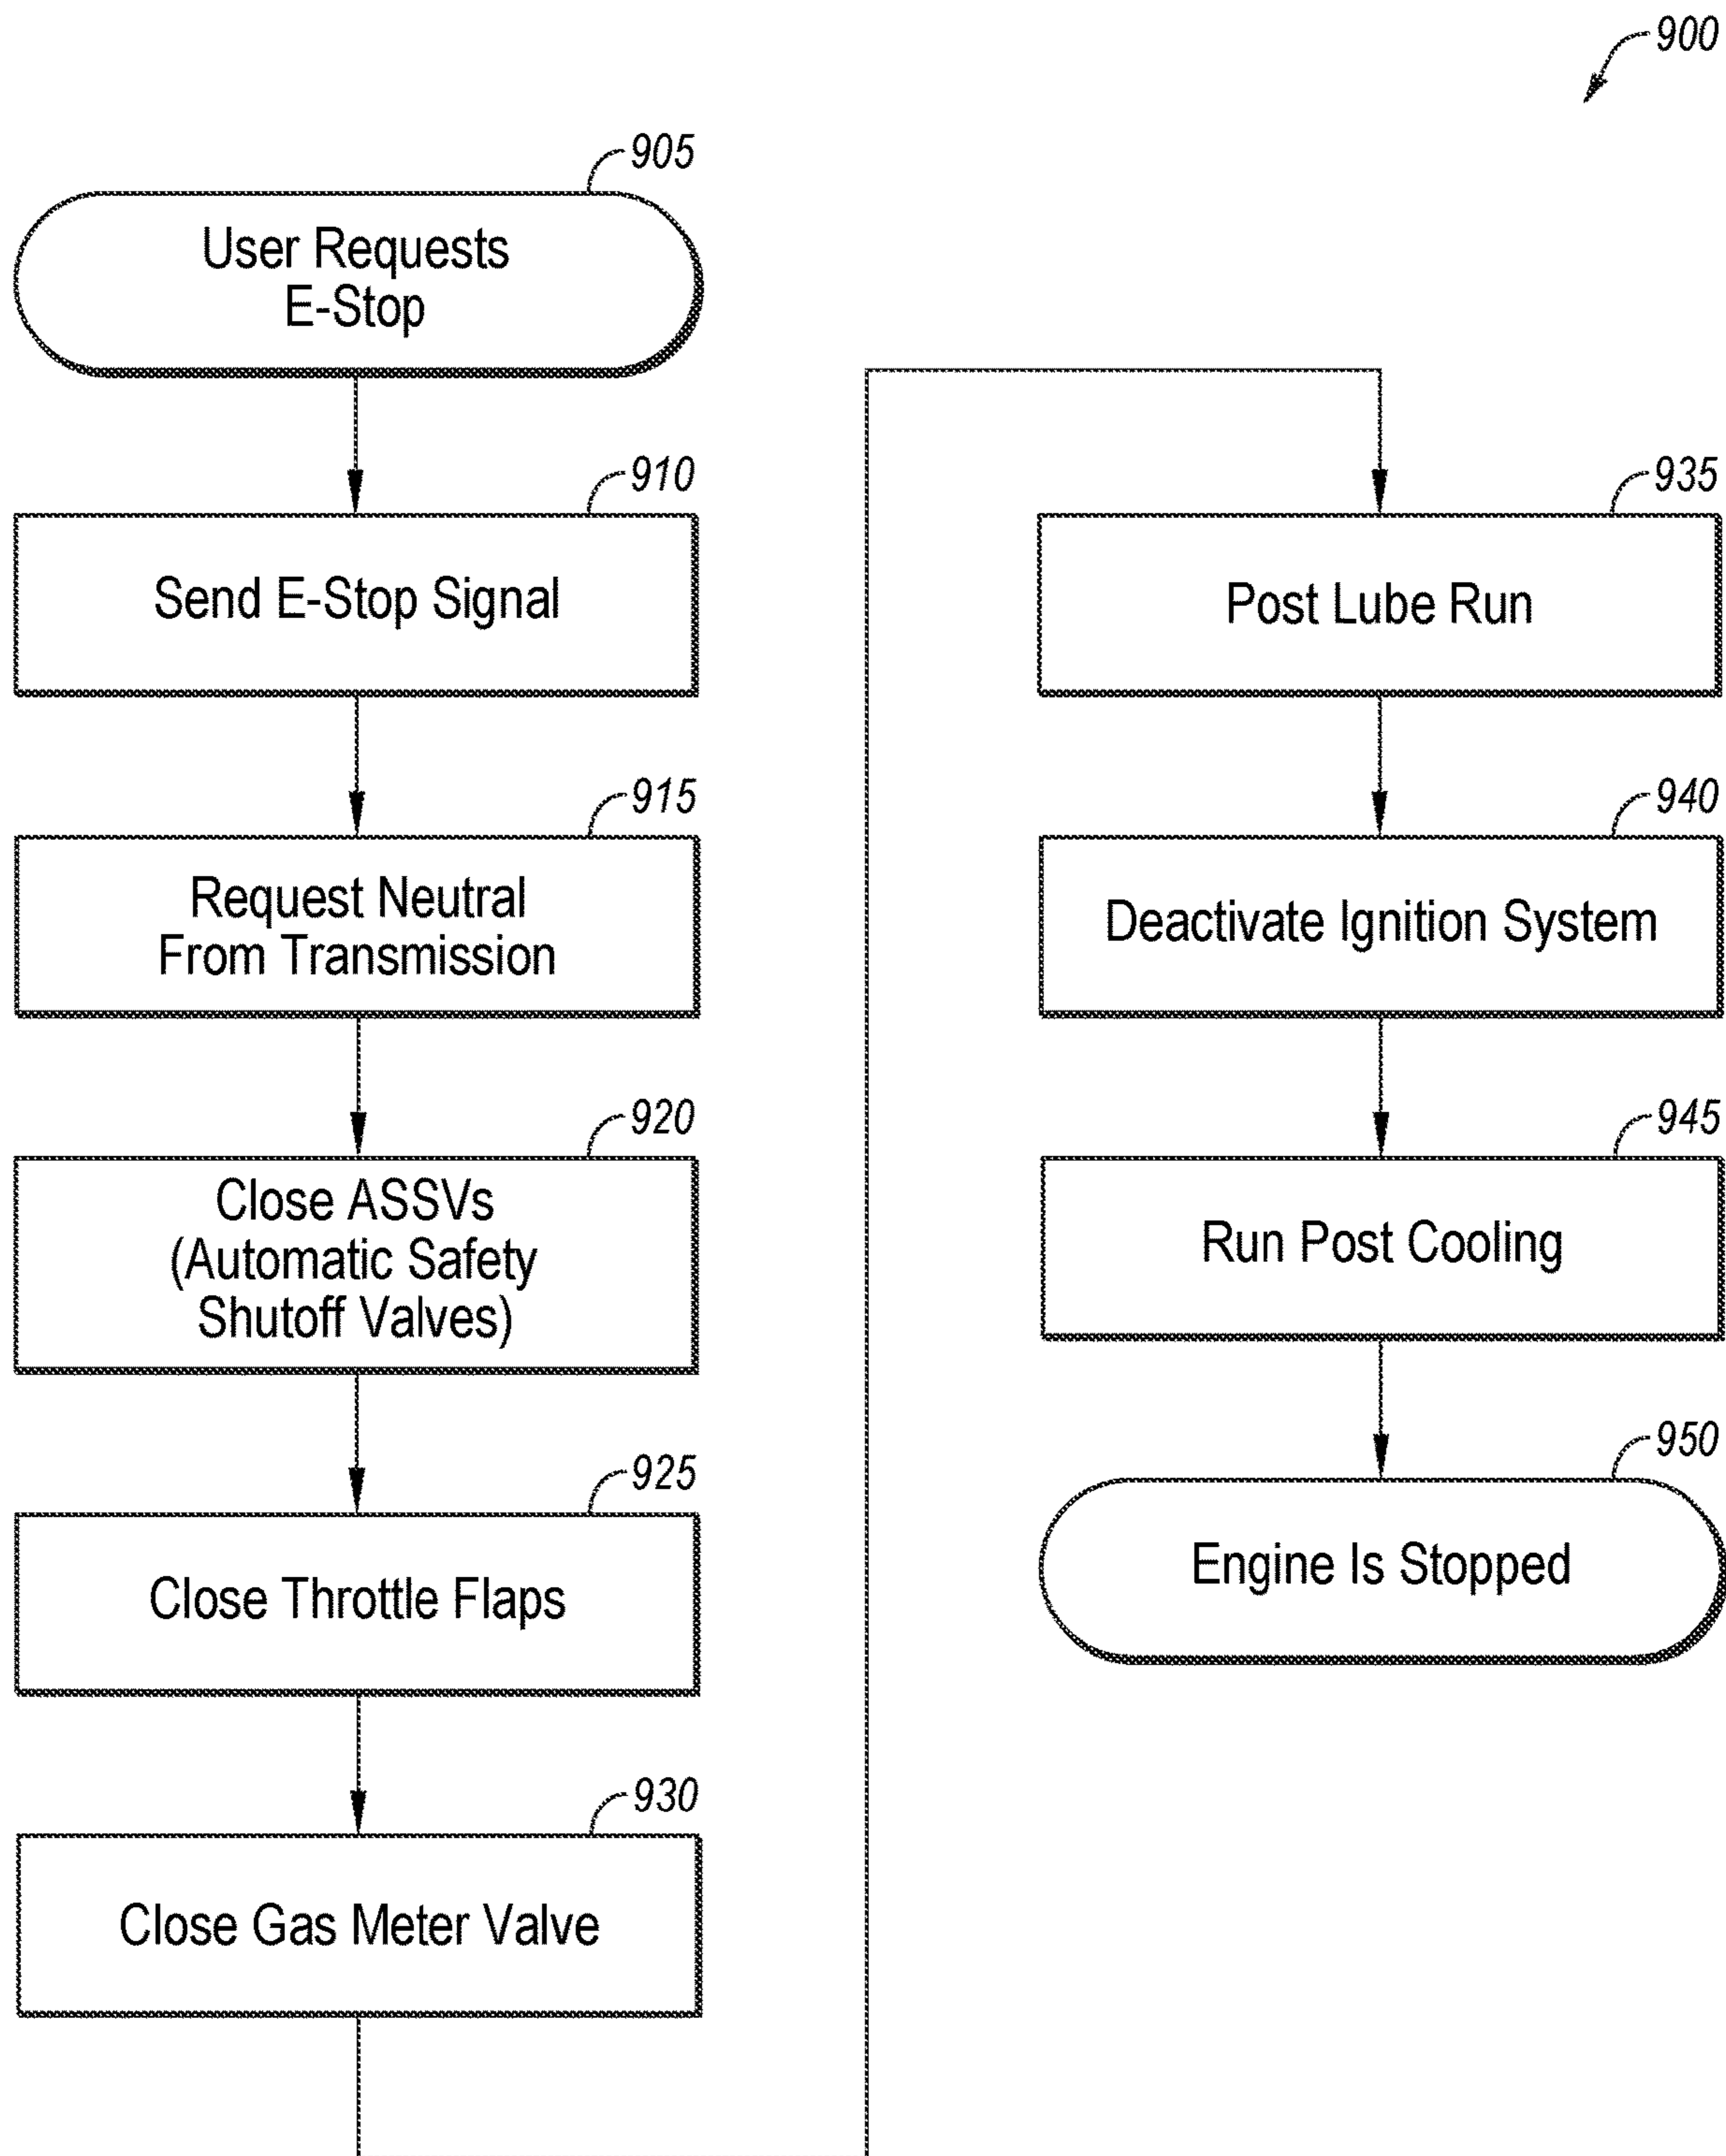 900
905
User Requests
E-Stop
910
Send E-Stop Signal
915
Request Neutral
From Transmission
920
Close ASSVs
(Automatic Safety
Shutoff Valves)
925
Close Throttle Flaps
930
Close Gas Meter Valve
935
Post Lube Run
940
Deactivate Ignition System
945
Run Post Cooling
950
Engine Is Stopped